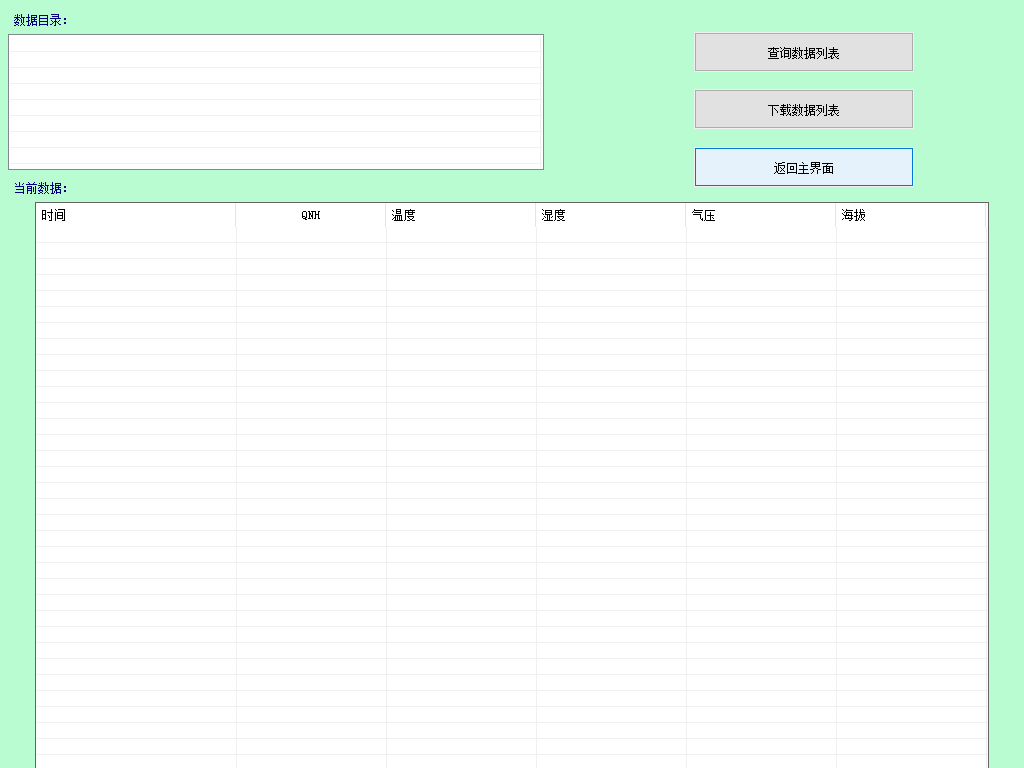 数据目录:
查询数据列表
下载数据列表
返回主界面
当前数据:
时间 QNH 温度 湿度 气压 海拔